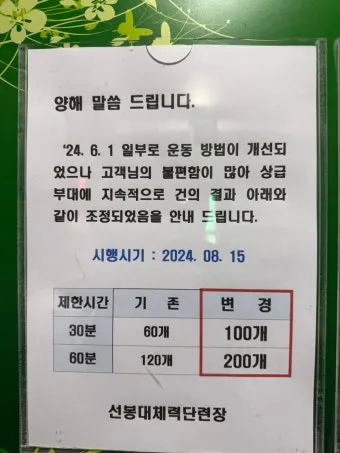 양해 말씀 드립니다.
'24. 6. 1 일부로 운동 방법이 개선되
었으나 고객님의 불편함이 많아 상급
부대에 지속적으로 건의 결과 아래와
같이 조정되었음을 안내 드립니다.
시행시기 : 2024. 08. 15
제한시간 기 존 변 경
30분 60개 100개
60분 120개 200개
선봉대체력단련장